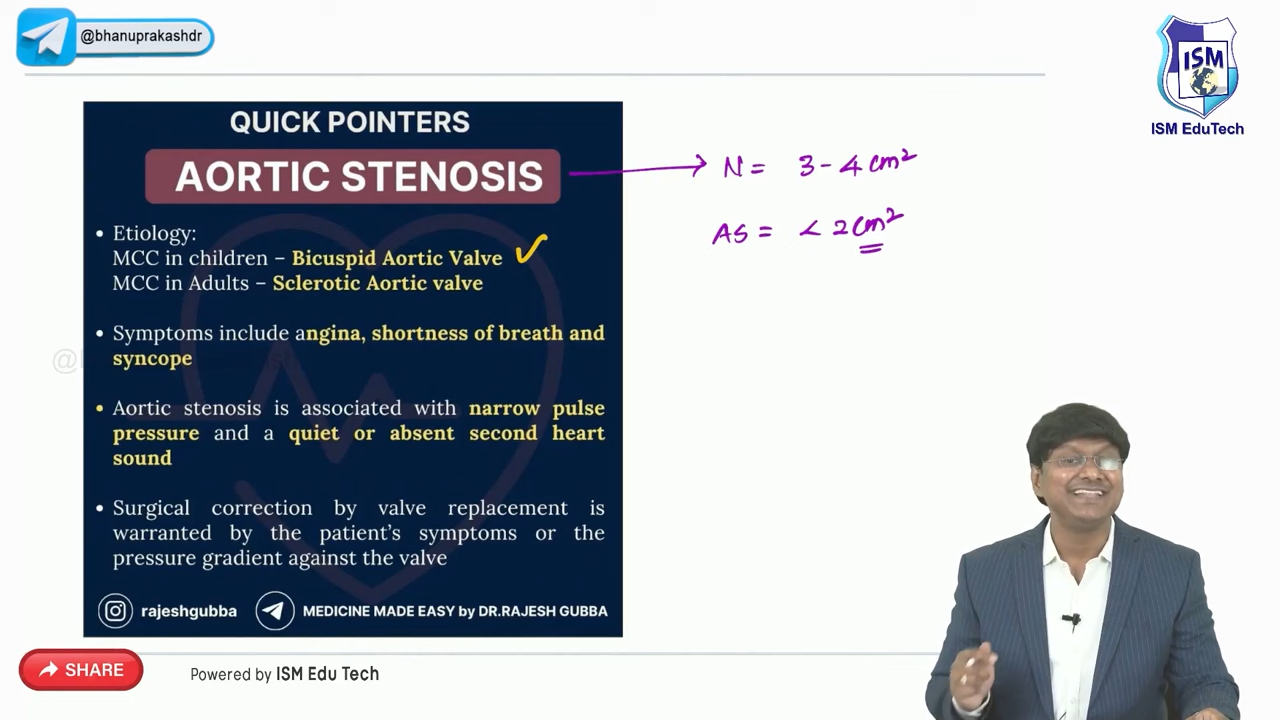 @bhanuprakashdr
ISM
ISM EduTech
QUICK POINTERS
AORTIC STENOSIS
• Etiology:
MCC in children – Bicuspid Aortic Valve ✓
MCC in Adults – Sclerotic Aortic valve
• Symptoms include angina, shortness of breath and
syncope
• Aortic stenosis is associated with narrow pulse
pressure and a quiet or absent second heart
sound
• Surgical correction by valve replacement is
warranted by the patient's symptoms or the
pressure gradient against the valve
rajeshgubba MEDICINE MADE EASY by DR.RAJESH GUBBA
N = 3-4 cm²
AS = < 2 cm²
SHARE
Powered by ISM Edu Tech